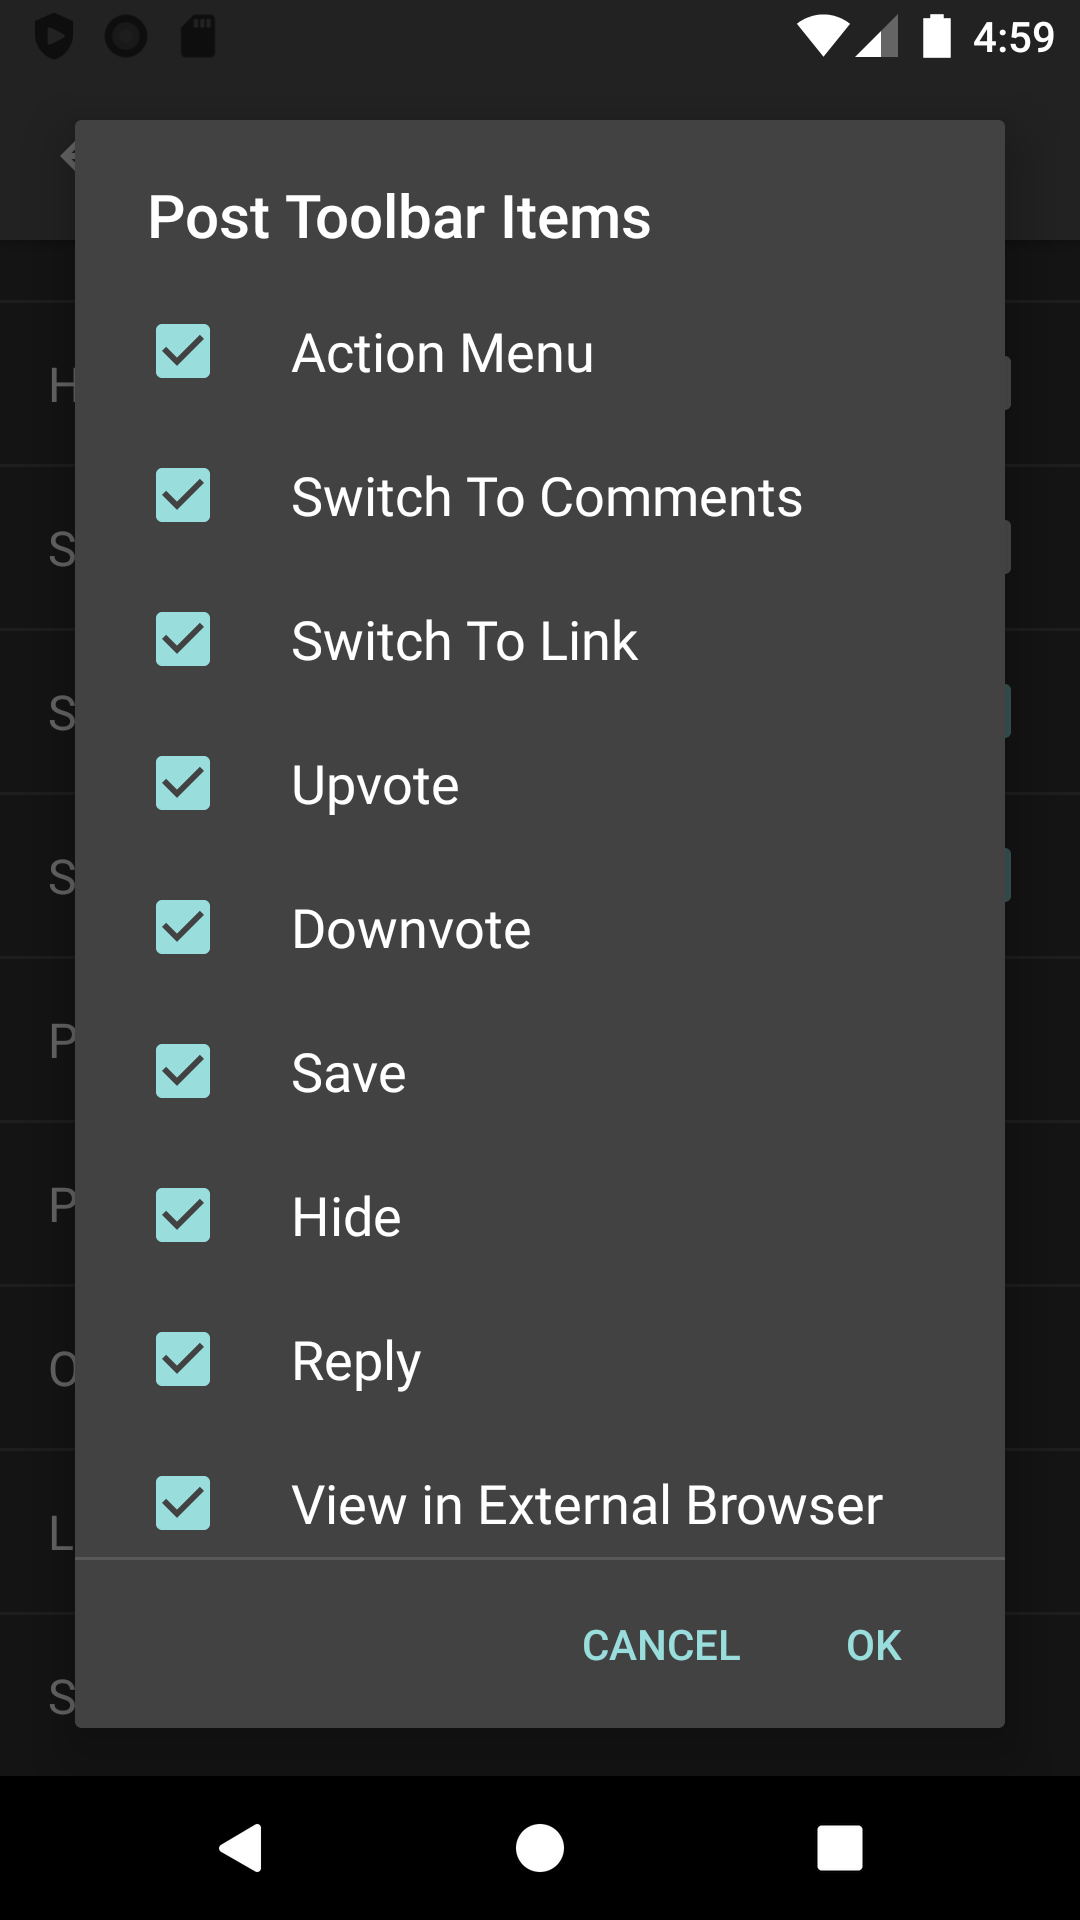 4:59
Post Toolbar Items
Action Menu
Switch To Comments
Switch To Link
Upvote
Downvote
Save
Hide
Reply
View in External Browser
CANCEL OK